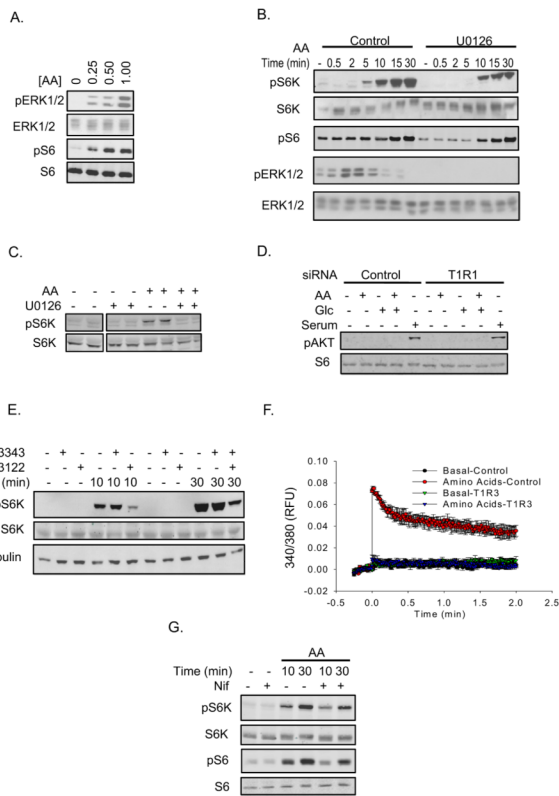 A.
[AA] 0 0.25 0.50 1.00
pERK1/2
ERK1/2
pS6
S6
B.
Control U0126
AA
Time (min) - 0.5 2 5 10 15 30 - 0.5 2 5 10 15 30
pS6K
S6K
pS6
pERK1/2
ERK1/2
C.
AA - - - - + + + +
U0126 - - + + - - + +
pS6K
S6K
D.
siRNA Control T1R1
AA - + - + - - + - + -
Glc - - + + - - - + + -
Serum - - - - + - - - - +
pAKT
S6
E.
3343 - + - - + - - + - - + +
3122 - - + - - + - - + - - +
(min) - - - 10 10 10 - - - 30 30 30
pS6K
S6K
bulin
F.
340/380 (RFU)
0.10
0.08
0.06
0.04
0.02
0.00
-0.02
Basal-Control
Amino Acids-Control
Basal-T1R3
Amino Acids-T1R3
-0.5 0.0 0.5 1.0 1.5 2.0 2.5
Time (min)
G.
AA
Time (min) - - 10 30 10 30
Nif - + - - + +
pS6K
S6K
pS6
S6